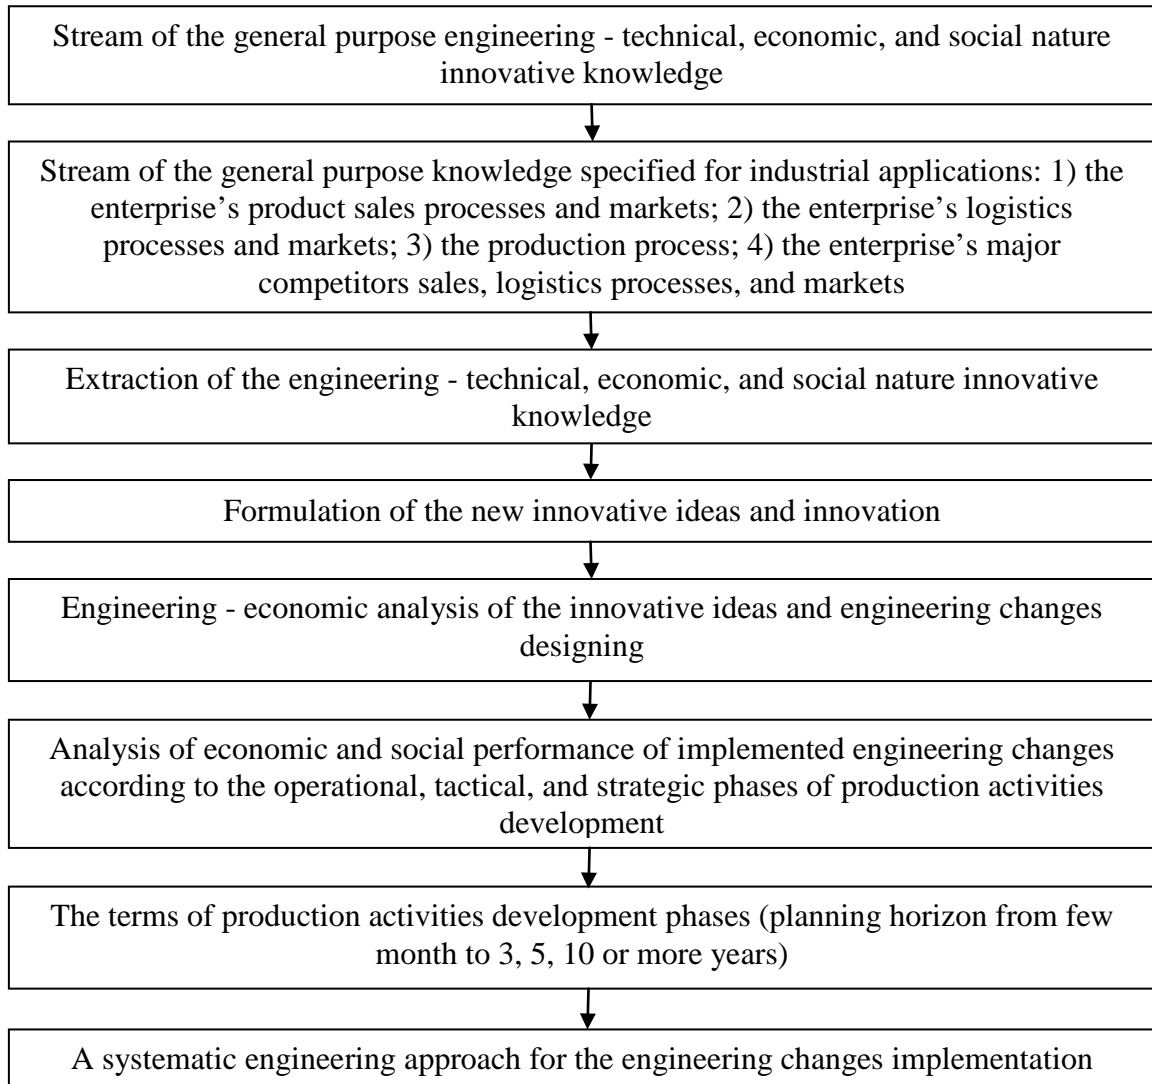 Stream of the general purpose engineering - technical, economic, and social nature
innovative knowledge
Stream of the general purpose knowledge specified for industrial applications: 1) the
enterprise's product sales processes and markets; 2) the enterprise's logistics
processes and markets; 3) the production process; 4) the enterprise's major
competitors sales, logistics processes, and markets
Extraction of the engineering - technical, economic, and social nature innovative
knowledge
Formulation of the new innovative ideas and innovation
Engineering - economic analysis of the innovative ideas and engineering changes
designing
Analysis of economic and social performance of implemented engineering changes
according to the operational, tactical, and strategic phases of production activities
development
The terms of production activities development phases (planning horizon from few
month to 3, 5, 10 or more years)
A systematic engineering approach for the engineering changes implementation